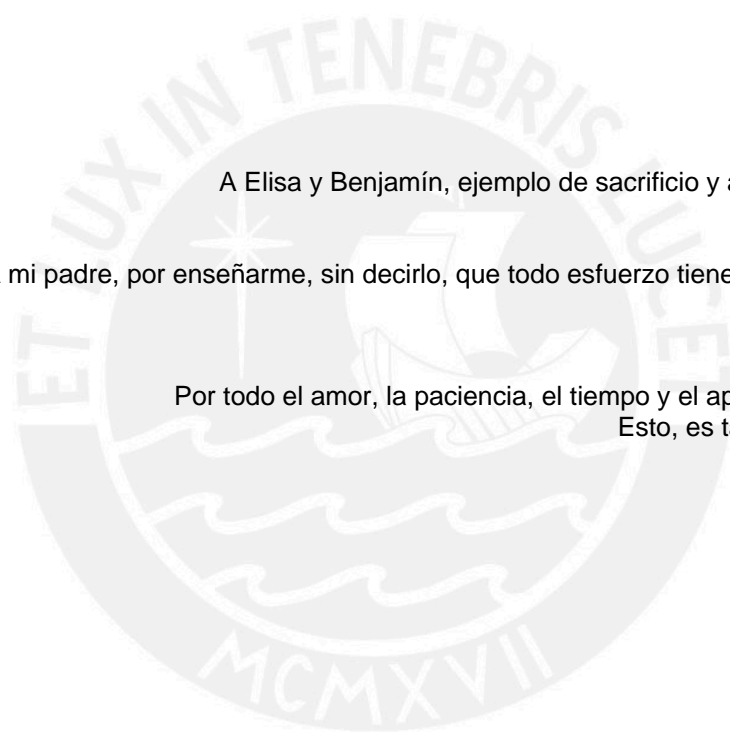 ET LUX IN TENEBRIS LUCET
A Elisa y Benjamín, ejemplo de sacrificio y
mi padre, por enseñarme, sin decirlo, que todo esfuerzo tiene
Por todo el amor, la paciencia, el tiempo y el
Esto, es
MCMXVII